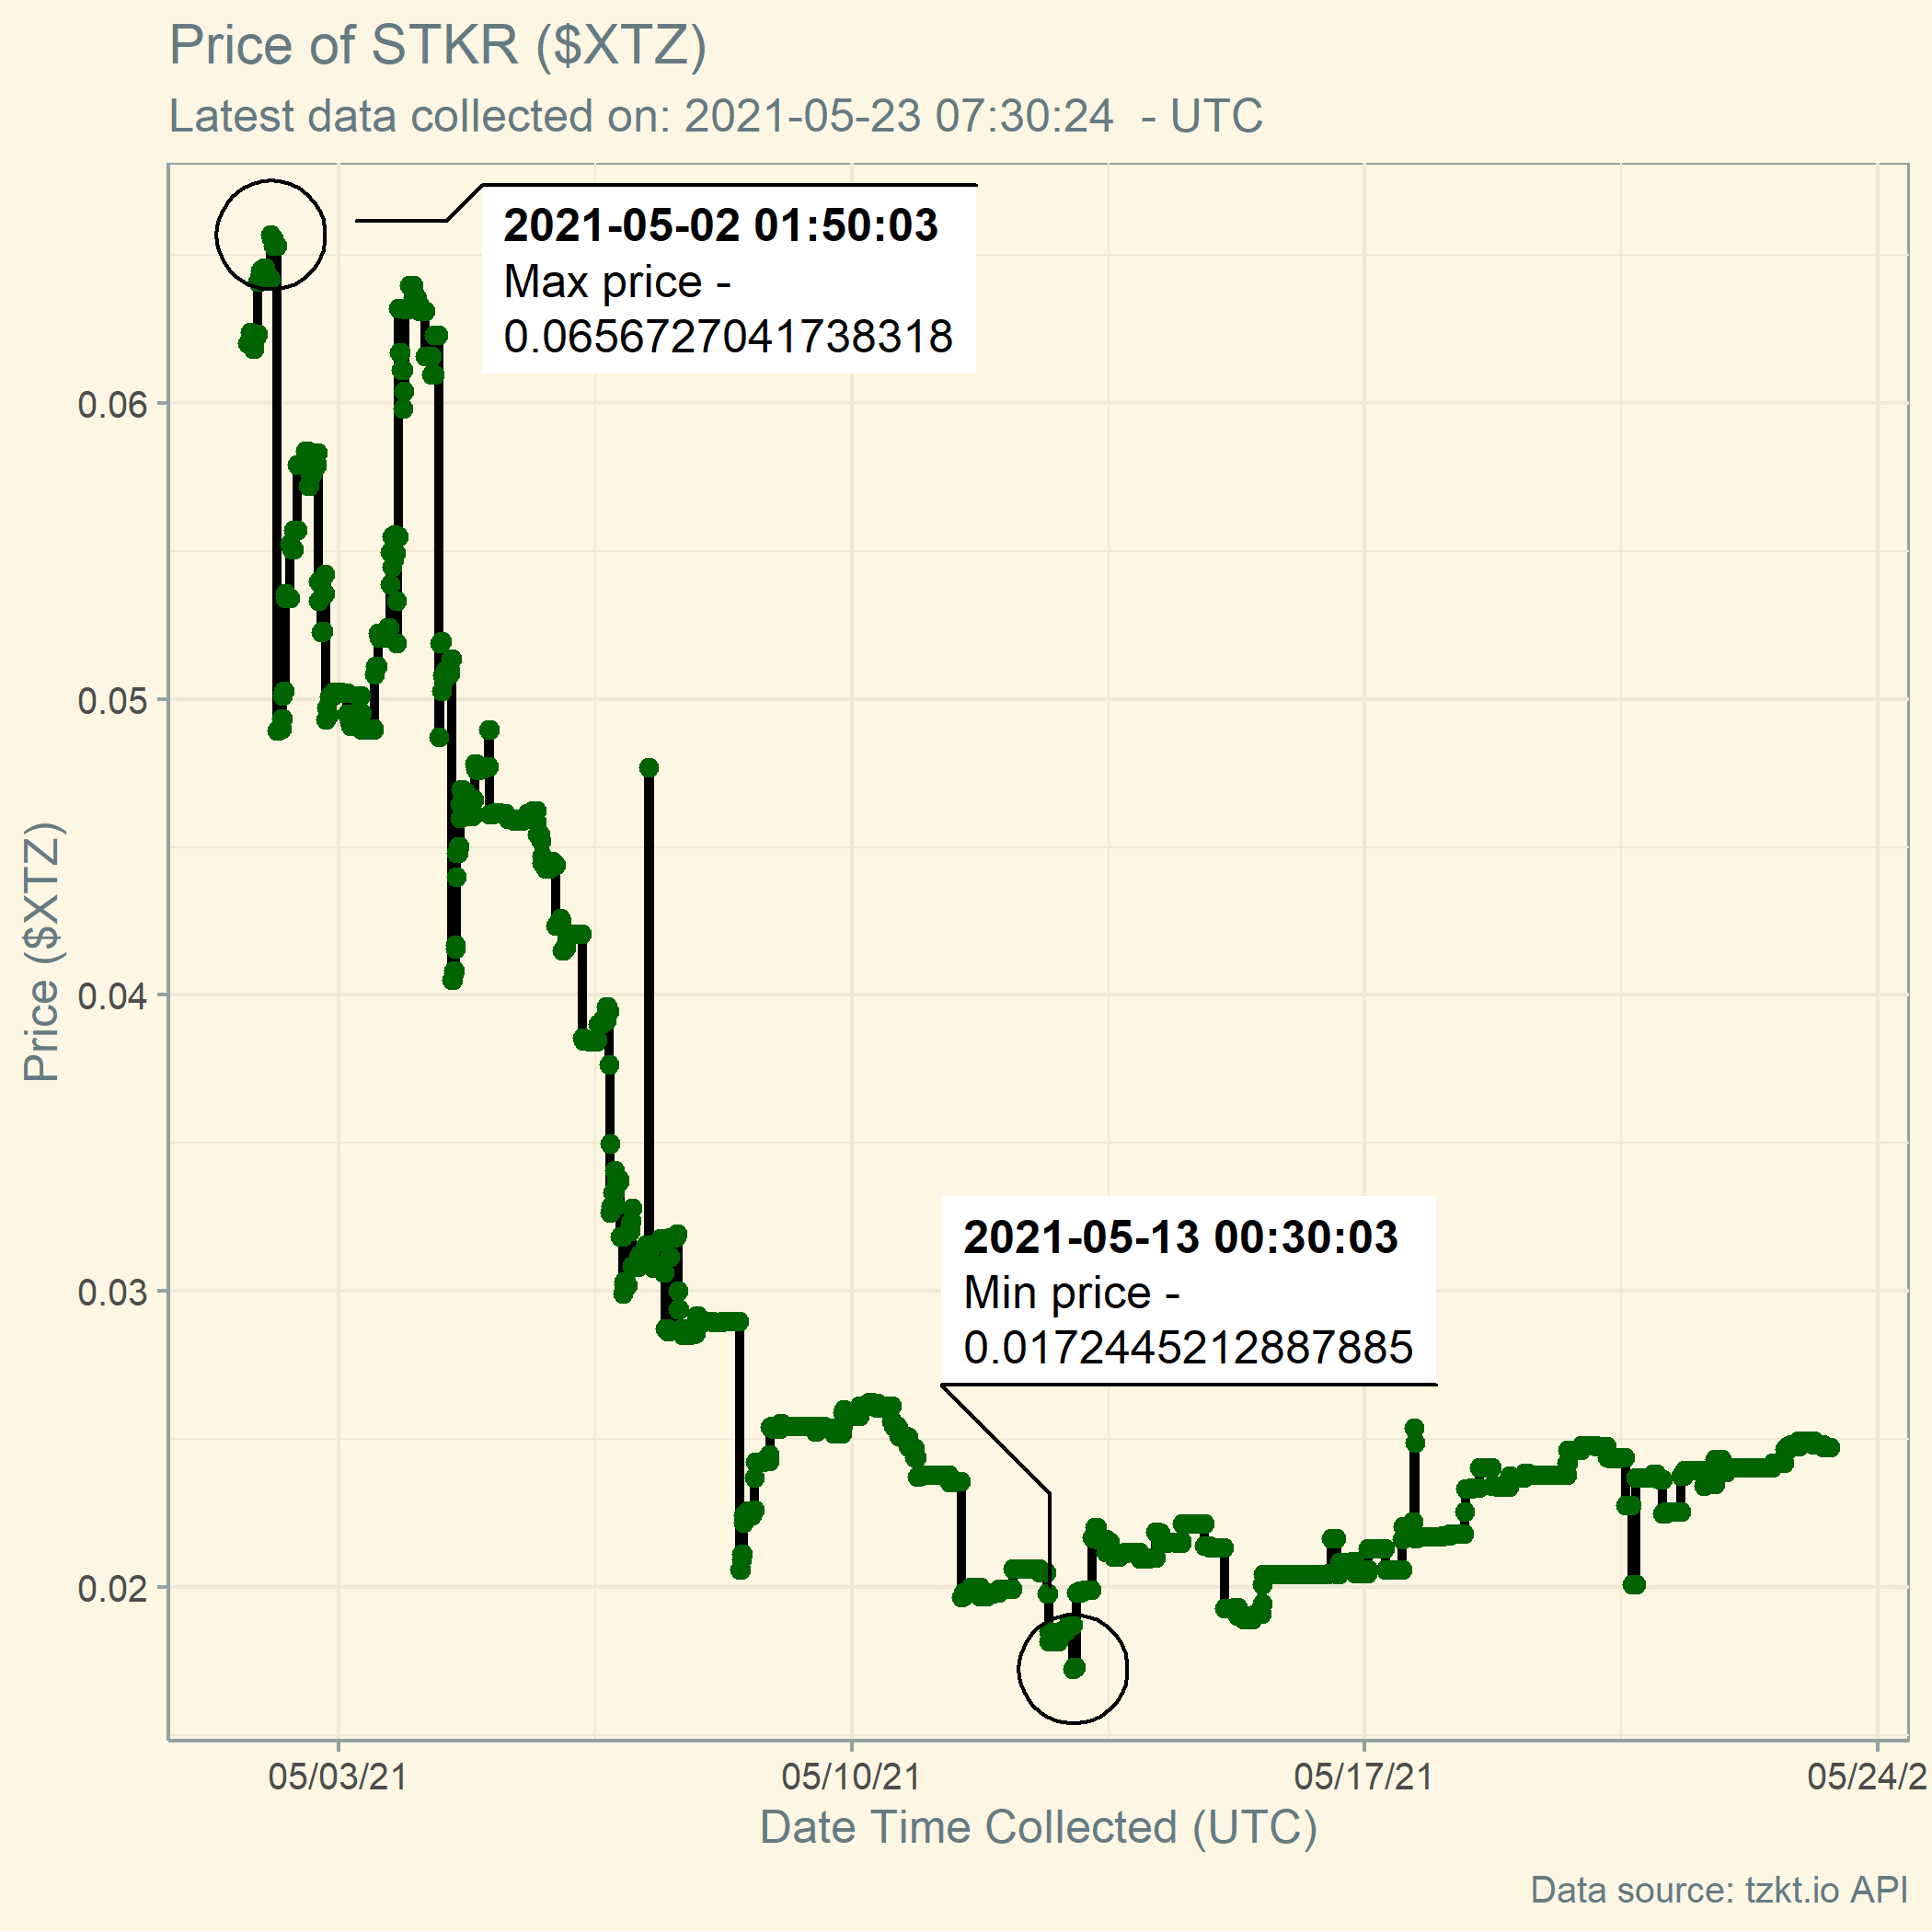 Price of STKR ($XTZ)
Latest data collected on: 2021-05-23 07:30:24  - UTC
2021-05-02 01:50:03
Max price -
0.0656727041738318
0.06
0.05
0.04
0.03
0.02
Price ($XTZ)
2021-05-13 00:30:03
Min price -
0.0172445212887885
05/03/21
05/10/21
05/17/21
05/24/2
Date Time Collected (UTC)
Data source: tzkt.io API